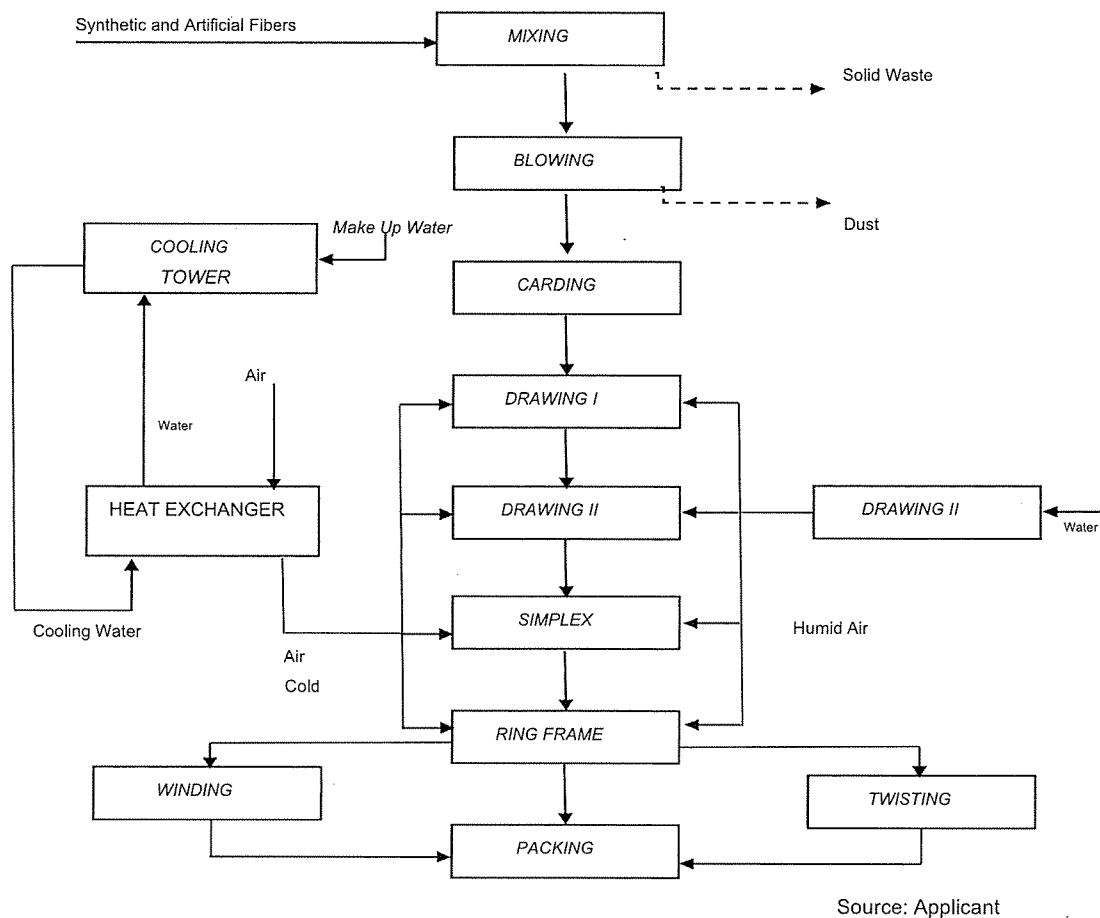 Synthetic and Artificial Fibers
MIXING
Solid Waste
BLOWING
Dust
Make Up Water
COOLING
TOWER
CARDING
Air
DRAWING I
Water
HEAT EXCHANGER
DRAWING II
DRAWING II
Water
SIMPLEX
Cooling Water
Humid Air
Air
Cold
RING FRAME
WINDING
TWISTING
PACKING
Source: Applicant